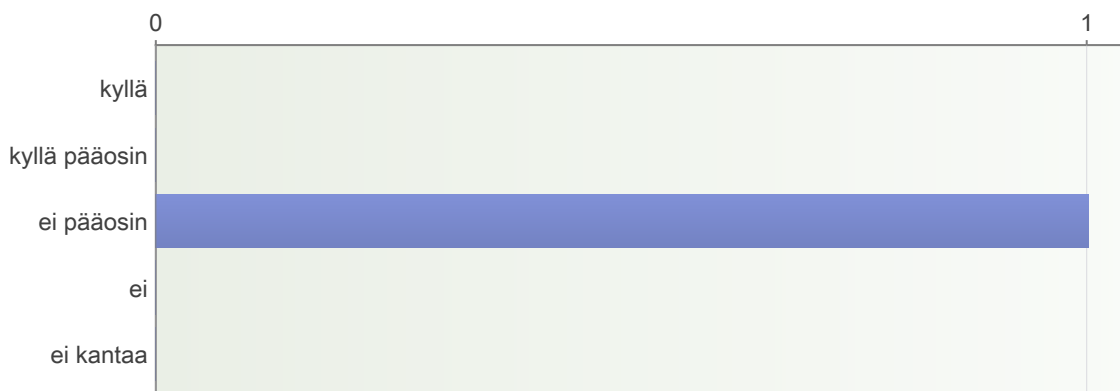 0 1
kyllä
kyllä pääosin
ei pääosin
ei
ei kantaa